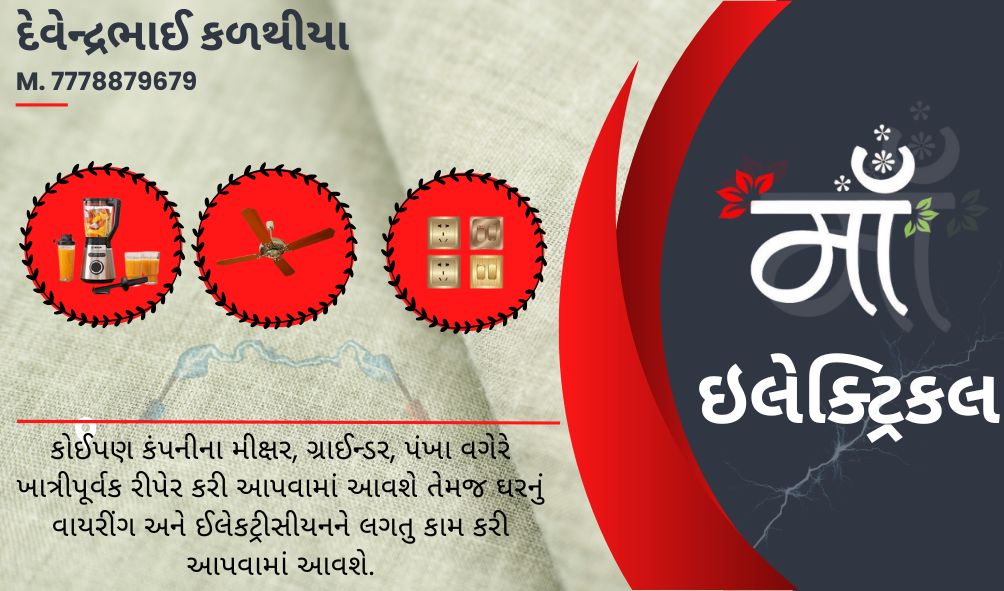 દેવેન્દ્રભાઈ કળથીયા
M. 7778879679
माँ
ઇલેક્ટ્રિકલ
કોઈપણ કંપનીના મીક્ષર, ગ્રાઈન્ડર, પંખા વગેરે
ખાત્રીપૂર્વક રીપેર કરી આપવામાં આવશે તેમજ ઘરનું
વાયરીંગ અને ઈલેકટ્રીસીયનને લગતુ કામ કરી
આપવામાં આવશે.